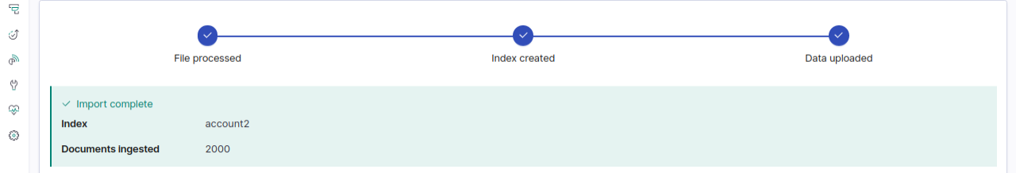 File processed
Index created
Data uploaded
Import complete
Index account2
Documents ingested 2000